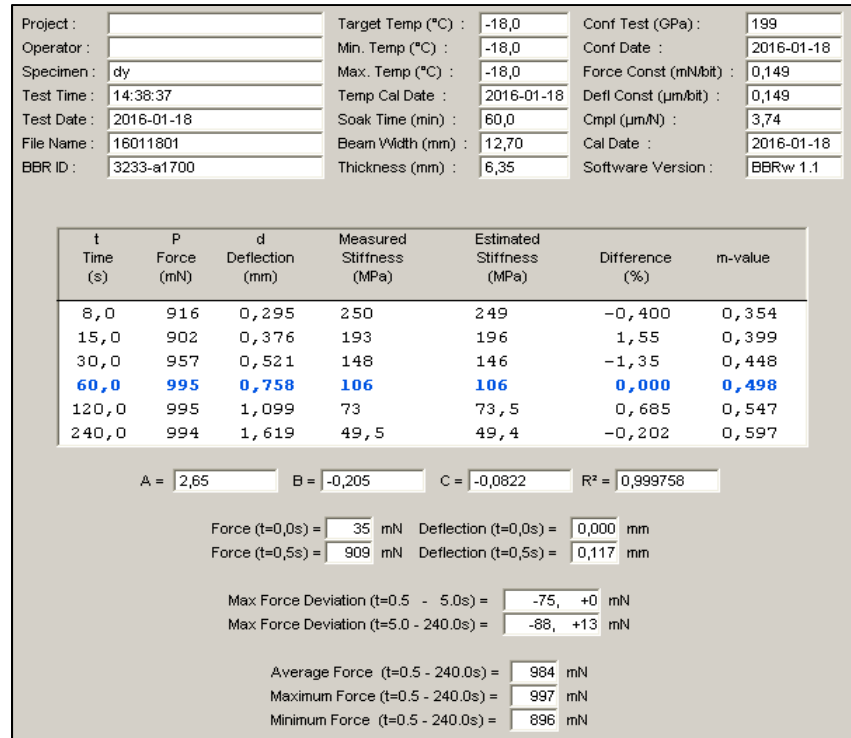 Project : Target Temp (°C) : -18,0 Conf Test (GPa) : 199
Operator : Min. Temp (°C) : -18,0 Conf Date : 2016-01-18
Specimen : dy Max. Temp (°C) : -18,0 Force Const (mN/bit) : 0,149
Test Time : 14:38:37 Temp Cal Date : 2016-01-18 Defl Const (µm/bit) : 0,149
Test Date : 2016-01-18 Soak Time (min) : 60,0 Cmpl (µm/N) : 3,74
File Name : 16011801 Beam Width (mm) : 12,70 Cal Date : 2016-01-18
BBR ID : 3233-a1700 Thickness (mm) : 6,35 Software Version : BBRw 1.1
t P d Measured Estimated
Time Force Deflection Stiffness Stiffness Difference m-value
(s) (mN) (mm) (MPa) (MPa) (%)
8,0 916 0,295 250 249 -0,400 0,354
15,0 902 0,376 193 196 1,55 0,399
30,0 957 0,521 148 146 -1,35 0,448
60,0 995 0,758 106 106 0,000 0,498
120,0 995 1,099 73 73,5 0,685 0,547
240,0 994 1,619 49,5 49,4 -0,202 0,597
A = 2,65 B = -0,205 C = -0,0822 R² = 0,999758
Force (t=0,0s) = 35 mN Deflection (t=0,0s) = 0,000 mm
Force (t=0,5s) = 909 mN Deflection (t=0,5s) = 0,117 mm
Max Force Deviation (t=0.5 - 5.0s) = -75, +0 mN
Max Force Deviation (t=5.0 - 240.0s) = -88, +13 mN
Average Force (t=0.5 - 240.0s) = 984 mN
Maximum Force (t=0.5 - 240.0s) = 997 mN
Minimum Force (t=0.5 - 240.0s) = 896 mN